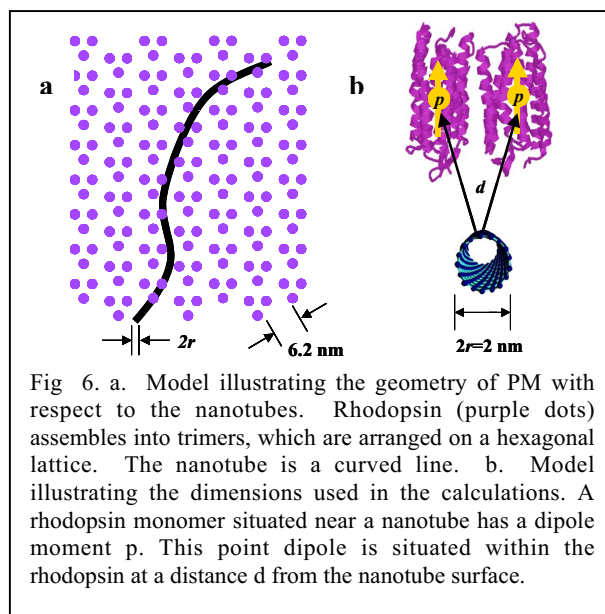 a
b
p
p
d
2r
6.2 nm
2r=2 nm
Fig 6. a. Model illustrating the geometry of PM with
respect to the nanotubes. Rhodopsin (purple dots)
assembles into trimers, which are arranged on a hexagonal
lattice. The nanotube is a curved line. b. Model
illustrating the dimensions used in the calculations. A
rhodopsin monomer situated near a nanotube has a dipole
moment p. This point dipole is situated within the
rhodopsin at a distance d from the nanotube surface.